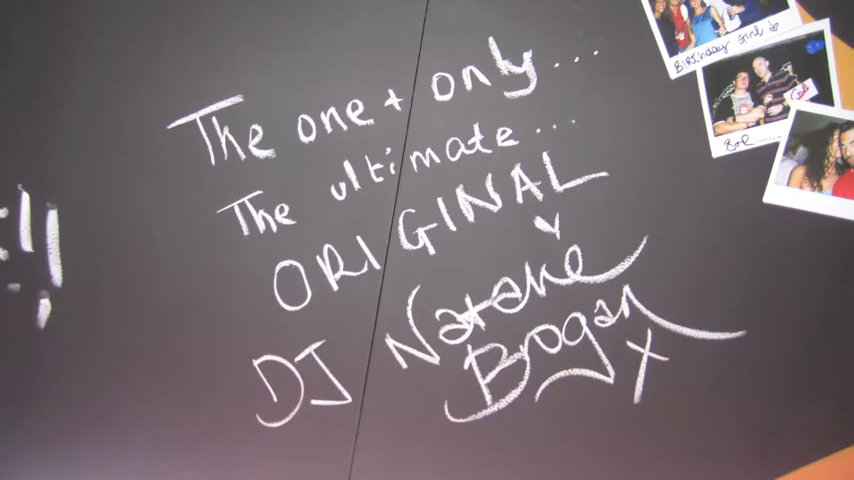 The one + only...
The ultimate...
ORIGINAL
DJ Natalie
Brogan x
!!
BIRthday Girl
B+R......